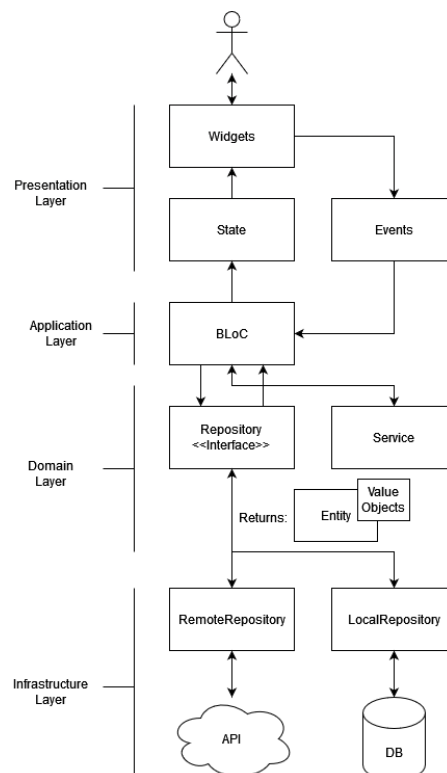 Widgets
Presentation
Layer
State
Events
Application
Layer
BLoC
Repository
<<Interface>>
Service
Domain
Layer
Value
Objects
Returns:
Entity
RemoteRepository
LocalRepository
Infrastructure
Layer
API
DB